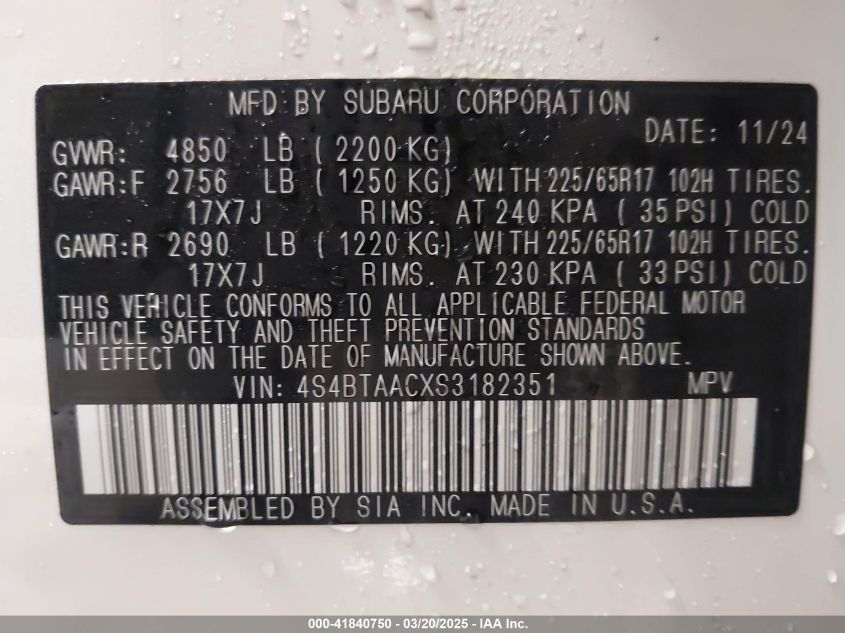 MFD BY SUBARU CORPORATION
DATE: 11/24
GVWR: 4850 LB ( 2200 KG)
GAWR:F 2756 LB ( 1250 KG) WITH 225/65R17 102H TIRES.
17X7J RIMS. AT 240 KPA ( 35 PSI) COLD
GAWR:R 2690 LB ( 1220 KG) WITH 225/65R17 102H TIRES.
17X7J RIMS. AT 230 KPA ( 33 PSI) COLD
THIS VEHICLE CONFORMS TO ALL APPLICABLE FEDERAL MOTOR
VEHICLE SAFETY AND THEFT PREVENTION STANDARDS
IN EFFECT ON THE DATE OF MANUFACTURE SHOWN ABOVE.
VIN: 4S4BTAACXS3182351 MPV
ASSEMBLED BY SIA INC. MADE IN U.S.A.
000-41840750 - 03/20/2025 - IAA Inc.